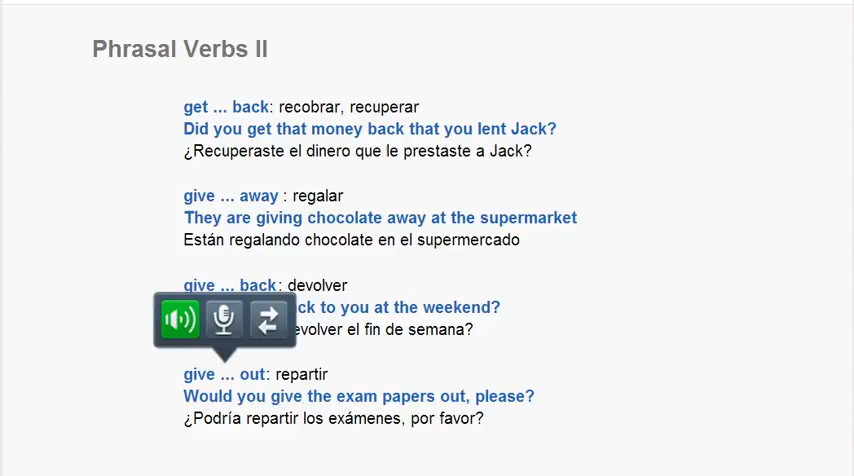 Phrasal Verbs II
get ... back: recobrar, recuperar
Did you get that money back that you lent Jack?
¿Recuperaste el dinero que le prestaste a Jack?
give ... away : regalar
They are giving chocolate away at the supermarket
Están regalando chocolate en el supermercado
give ... back: devolver
to you at the weekend?
el fin de semana?
give ... out: repartir
Would you give the exam papers out, please?
¿Podría repartir los exámenes, por favor?